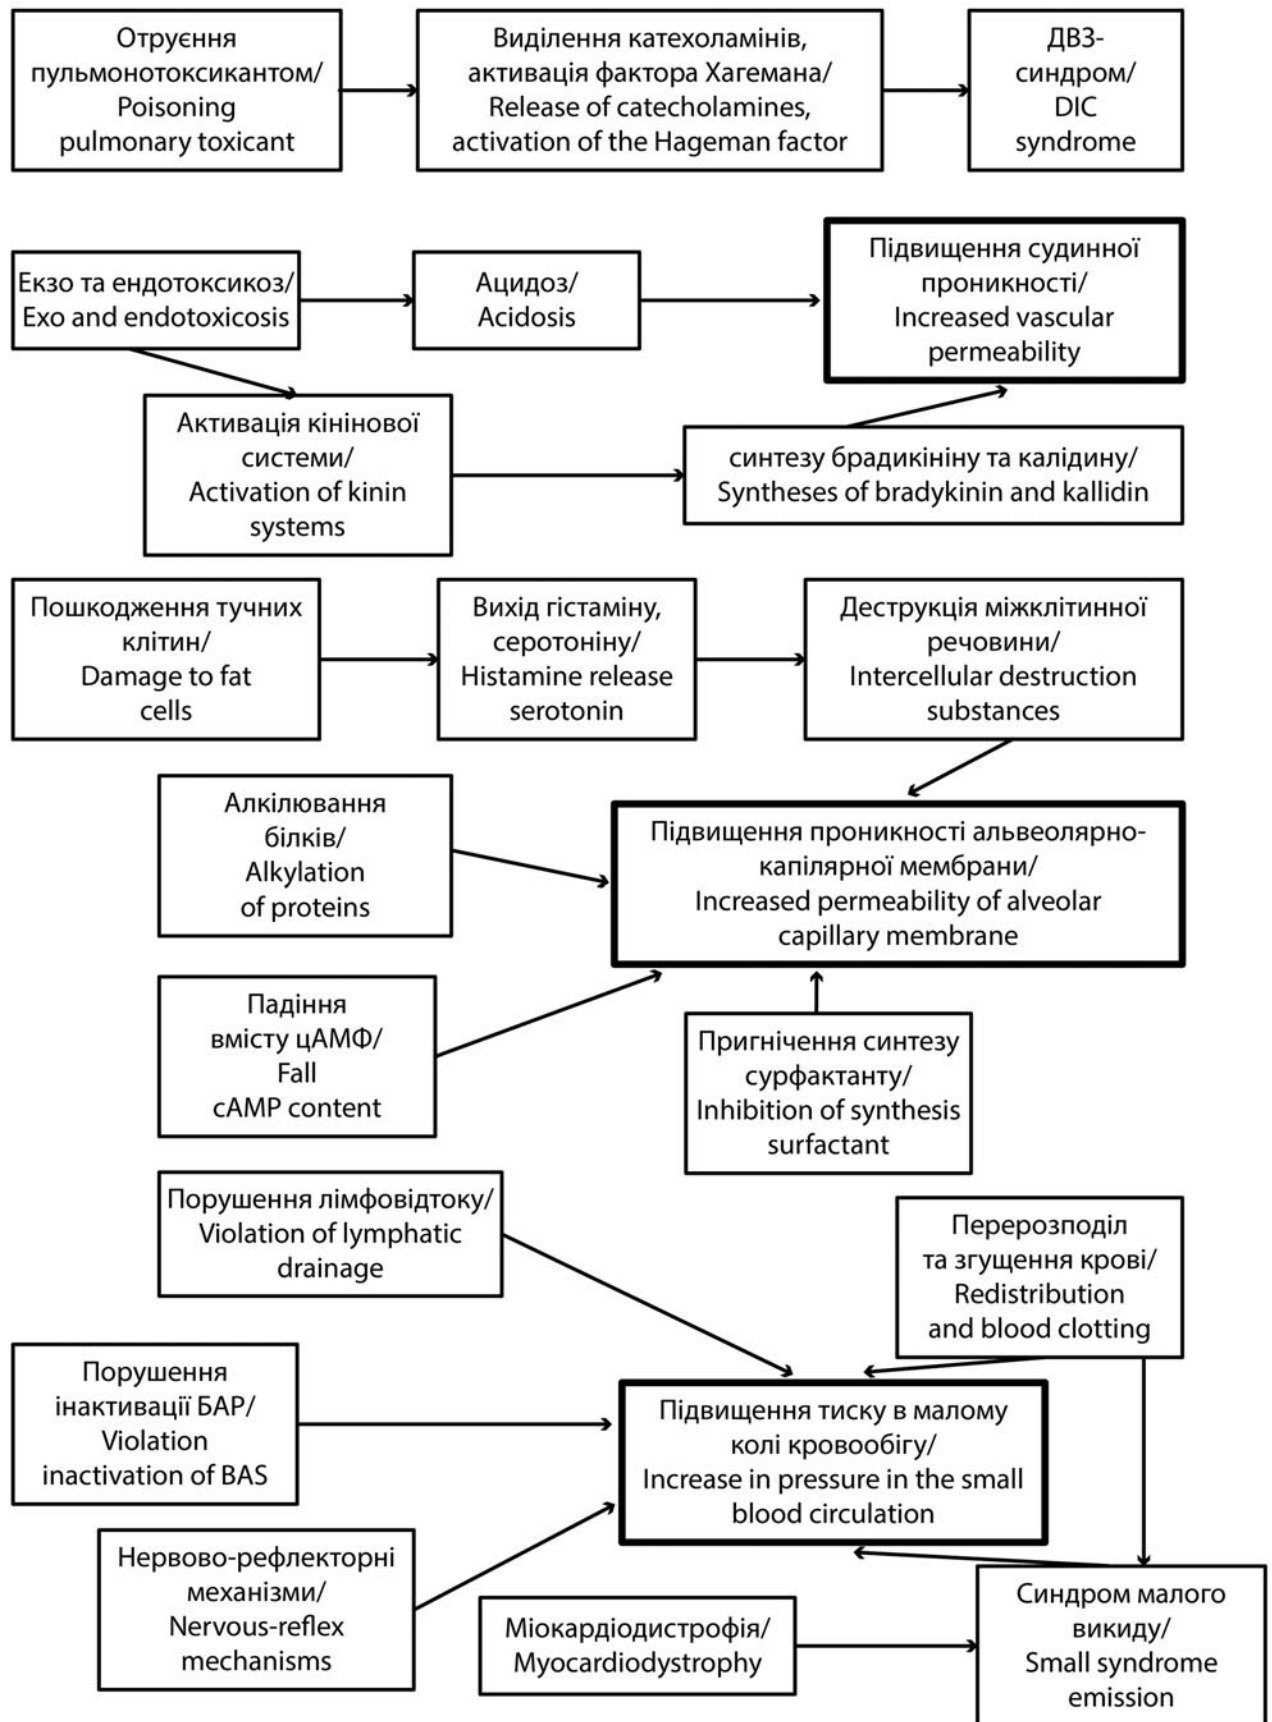 Отруєння
пульмонотоксикантом/
Poisoning
pulmonary toxicant
Виділення катехоламінів,
активація фактора Хагемана/
Release of catecholamines,
activation of the Hageman factor
ДВЗ-
синдром/
DIC
syndrome
Екзо та ендотоксикоз/
Exo and endotoxicosis
Ацидоз/
Acidosis
Підвищення судинної
проникності/
Increased vascular
permeability
Активація кінінової
системи/
Activation of kinin
systems
синтезу брадикініну та калідину/
Syntheses of bradykinin and kallidin
Пошкодження тучних
клітин/
Damage to fat
cells
Вихід гістаміну,
серотоніну/
Histamine release
serotonin
Деструкція міжклітинної
речовини/
Intercellular destruction
substances
Алкілювання
білків/
Alkylation
of proteins
Підвищення проникності альвеолярно-
капілярної мембрани/
Increased permeability of alveolar
capillary membrane
Падіння
вмісту цАМФ/
Fall
cAMP content
Пригнічення синтезу
сурфактанту/
Inhibition of synthesis
surfactant
Порушення лімфовідтоку/
Violation of lymphatic
drainage
Перерозподіл
та згущення крові/
Redistribution
and blood clotting
Порушення
інактивації БАР/
Violation
inactivation of BAS
Підвищення тиску в малому
колі кровообігу/
Increase in pressure in the small
blood circulation
Нервово-рефлекторні
механізми/
Nervous-reflex
mechanisms
Міокардіодистрофія/
Myocardiodystrophy
Синдром малого
викиду/
Small syndrome
emission